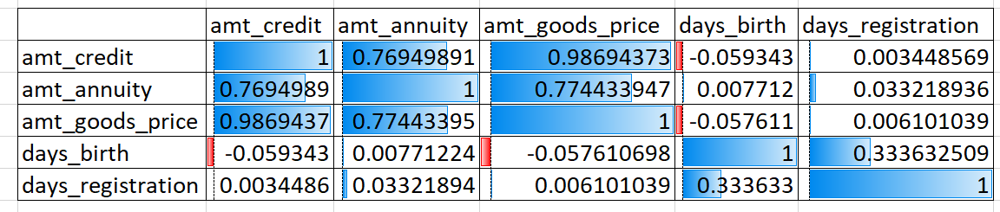 amt_credit amt_annuity amt_goods_price days_birth days_registration
amt_credit 1 0.76949891 0.98694373 -0.059343 0.003448569
amt_annuity 0.7694989 1 0.774433947 0.007712 0.033218936
amt_goods_price 0.9869437 0.77443395 1 -0.057611 0.006101039
days_birth -0.059343 0.00771224 -0.057610698 1 0.333632509
days_registration 0.0034486 0.03321894 0.006101039 0.333633 1